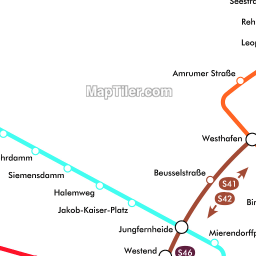 Seestra
Reh
Leop
Amrumer Straße
MapTiler.com
Westhafen
hrdamm
Siemensdamm
Beusselstraße
S41
S42
Halemweg
Jakob-Kaiser-Platz
Bir
Jungfernheide
Mierendorffp
Westend
S46